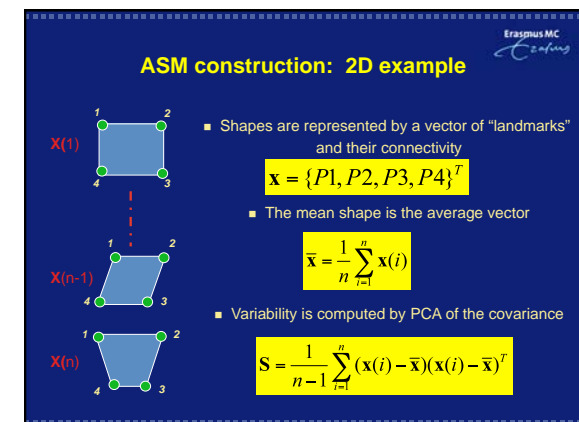 Erasmus MC
Erasmus
ASM construction: 2D example
1 2
X(1)
4 3
■ Shapes are represented by a vector of “landmarks”
and their connectivity
x = {P1, P2, P3, P4}^T
■ The mean shape is the average vector
x̄ = 1/n ∑_{i=1}^{n} x(i)
1 2
X(n-1)
4 3
■ Variability is computed by PCA of the covariance
1 2
X(n)
4 3
S = 1/(n−1) ∑_{i=1}^{n} (x(i) − x̄)(x(i) − x̄)^T